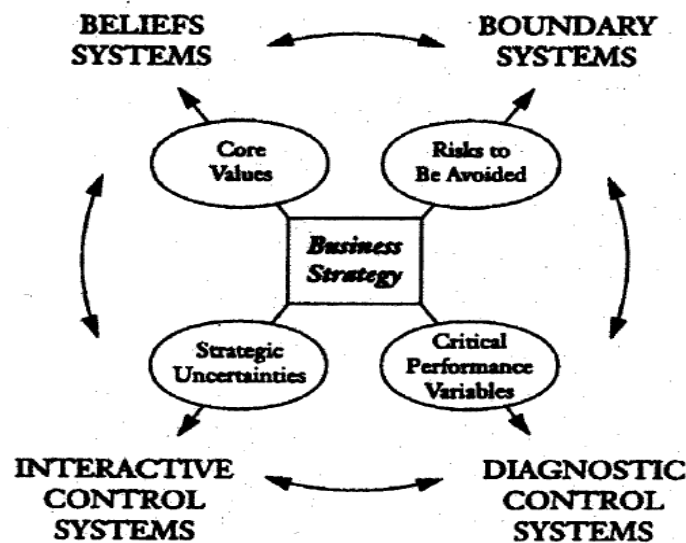 BELIEFS
SYSTEMS
BOUNDARY
SYSTEMS
Core
Values
Risks to
Be Avoided
Business
Strategy
Strategic
Uncertainties
Critical
Performance
Variables
INTERACTIVE
CONTROL
SYSTEMS
DIAGNOSTIC
CONTROL
SYSTEMS